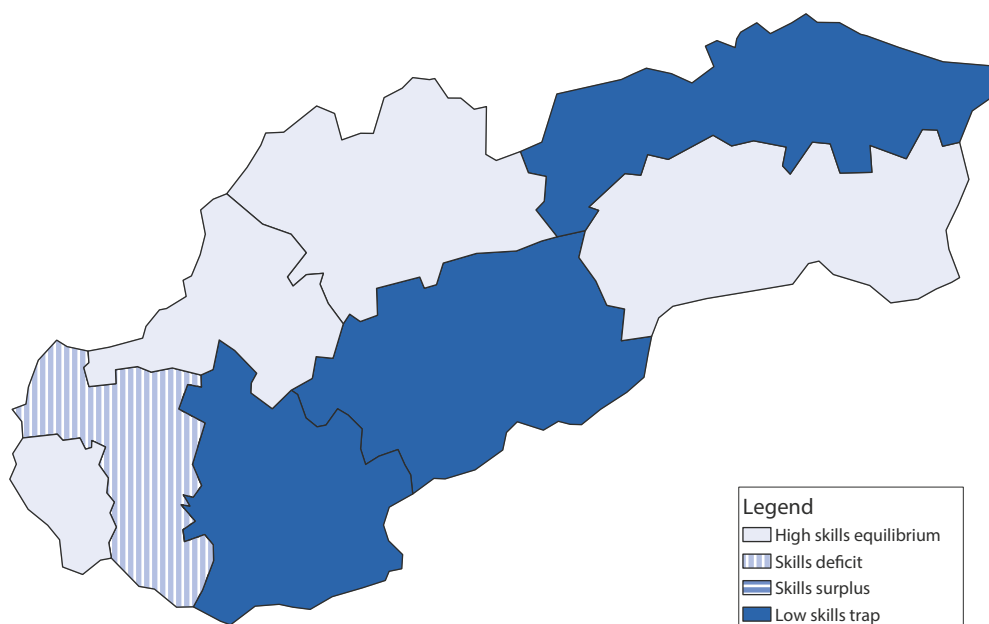 Legend
High skills equilibrium
Skills deficit
Skills surplus
Low skills trap